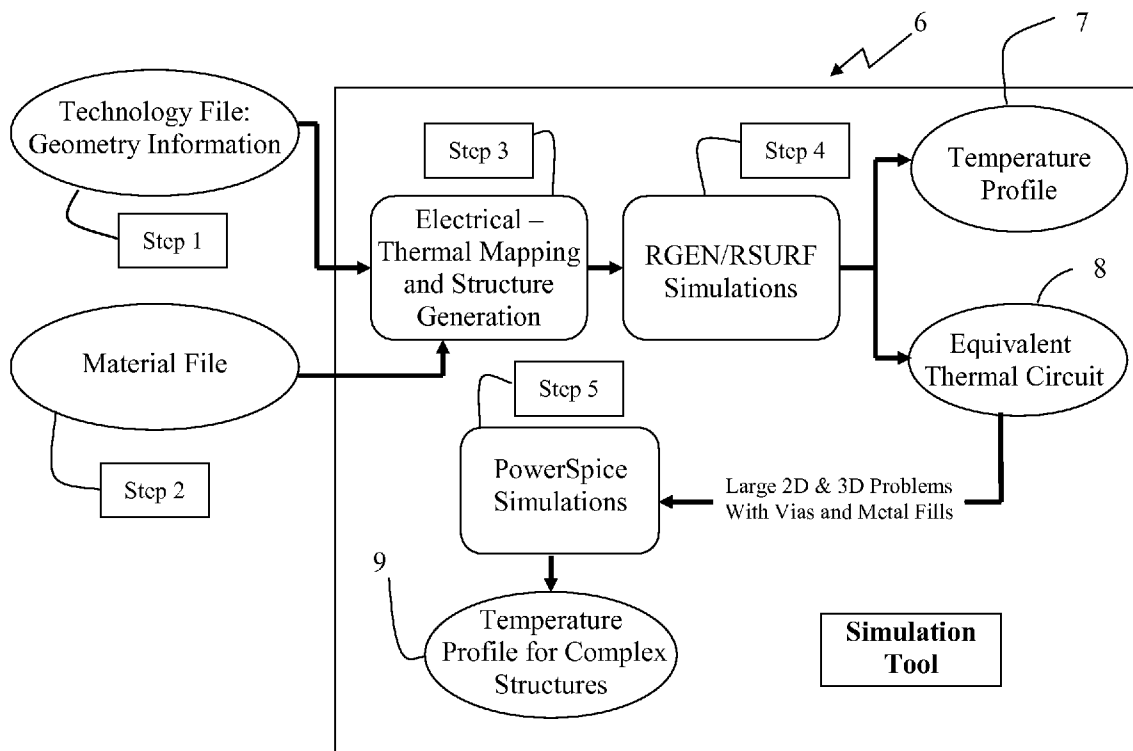 6
7
Technology File:
Geometry Information
Step 1
Step 3
Step 4
Temperature
Profile
Electrical –
Thermal Mapping
and Structure
Generation
RGEN/RSURF
Simulations
8
Material File
Step 2
Equivalent
Thermal Circuit
Step 5
PowerSpice
Simulations
Large 2D & 3D Problems
With Vias and Metal Fills
9
Temperature
Profile for Complex
Structures
Simulation
Tool